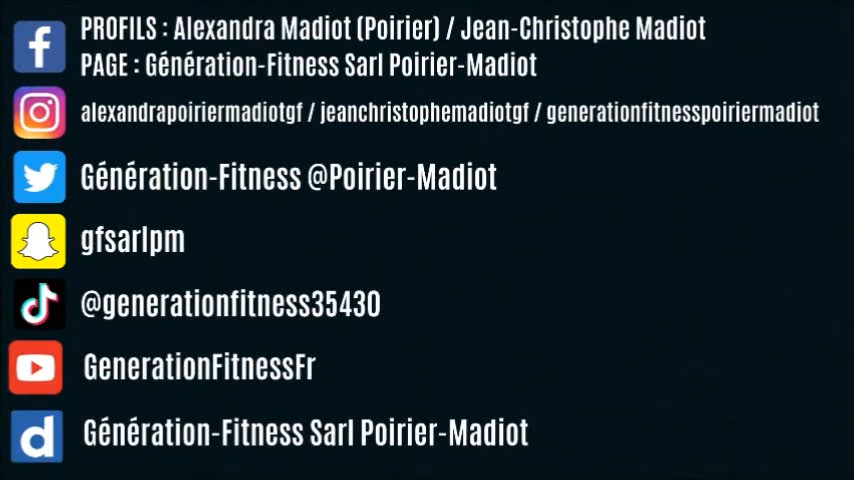 PROFILS : Alexandra Madiot (Poirier) / Jean-Christophe Madiot
PAGE : Génération-Fitness Sarl Poirier-Madiot
alexandrapoiriermadiotgf / jeanchristophemadiotgf / generationfitnesspoiriermadiot
Génération-Fitness @Poirier-Madiot
gfsarlpm
@generationfitness35430
GenerationFitnessFr
Génération-Fitness Sarl Poirier-Madiot